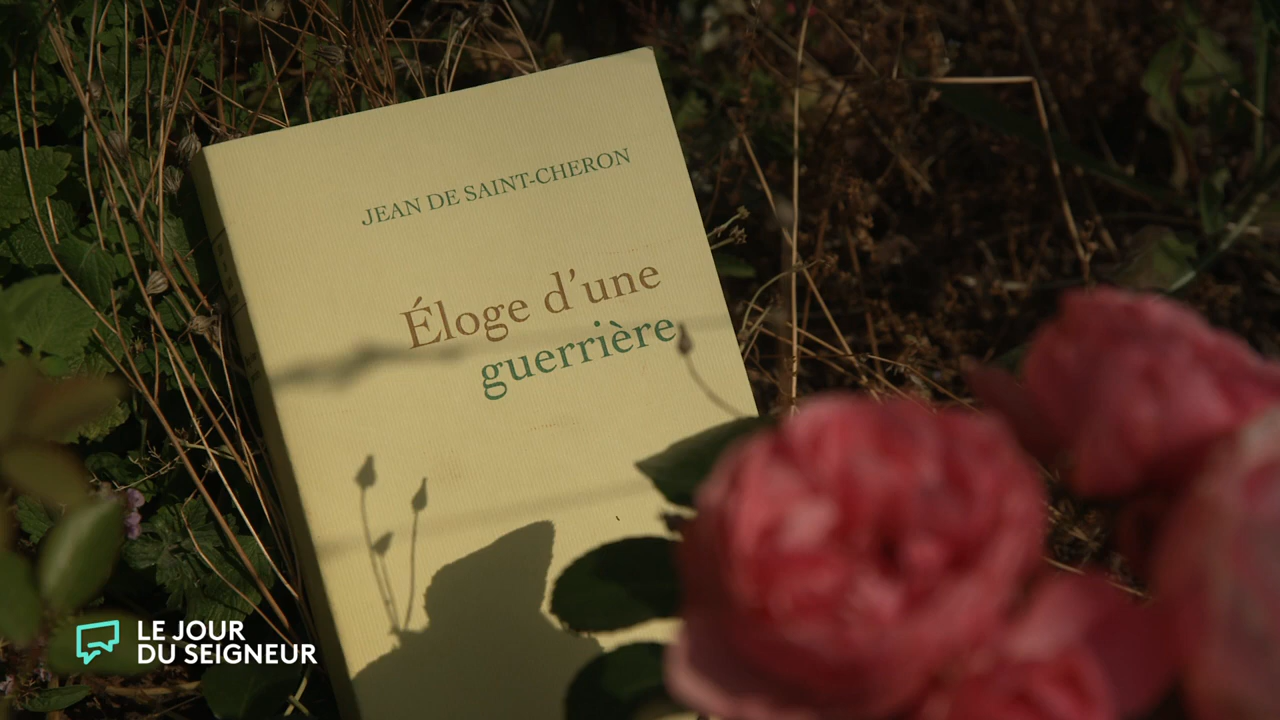 JEAN DE SAINT-CHERON
Éloge d'une
guerrière
LE JOUR
DU SEIGNEUR